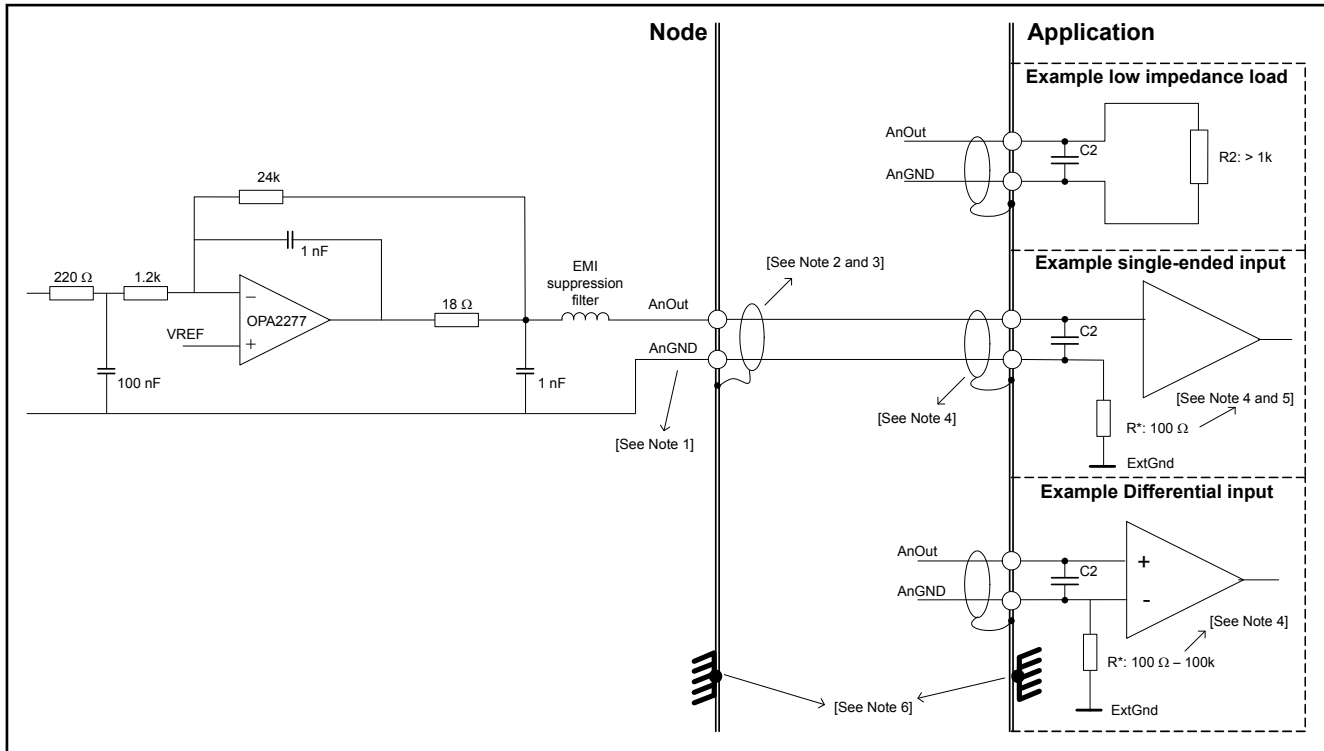 Node
Application
Example low impedance load
AnOut
C2
R2: > 1k
AnGND
24k
1 nF
220 Ω
1.2k
OPA2277
VREF
100 nF
18 Ω
EMI
suppression
filter
AnOut
AnGND
1 nF
[See Note 1]
[See Note 2 and 3]
[See Note 4]
Example single-ended input
C2
[See Note 4 and 5]
R*: 100 Ω
ExtGnd
Example Differential input
AnOut
C2
AnGND
+
-
[See Note 4]
R*: 100 Ω – 100k
ExtGnd
[See Note 6]